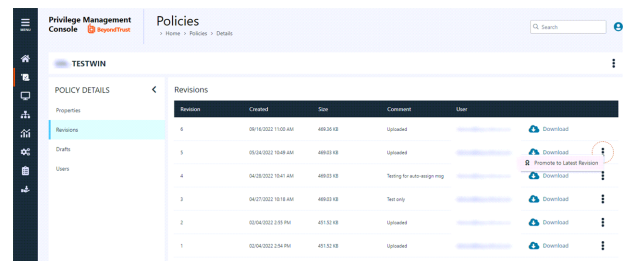 MENU
Privilege Management
Console BeyondTrust
Policies
> Home > Policies > Details
Search
TESTWIN
POLICY DETAILS
Properties
Revisions
Drafts
Users
Revisions
Revision Created Size Comment User
6 09/16/2022 11:00 AM 469.36 KB Uploaded Download
5 05/24/2022 10:49 AM 469.03 KB Uploaded Download
Promote to Latest Revision
4 04/28/2022 10:41 AM 469.03 KB Testing for auto-assign msg Download
3 04/27/2022 10:18 AM 469.03 KB Test only Download
2 02/04/2022 2:55 PM 451.52 KB Uploaded Download
1 02/04/2022 2:54 PM 451.52 KB Uploaded Download